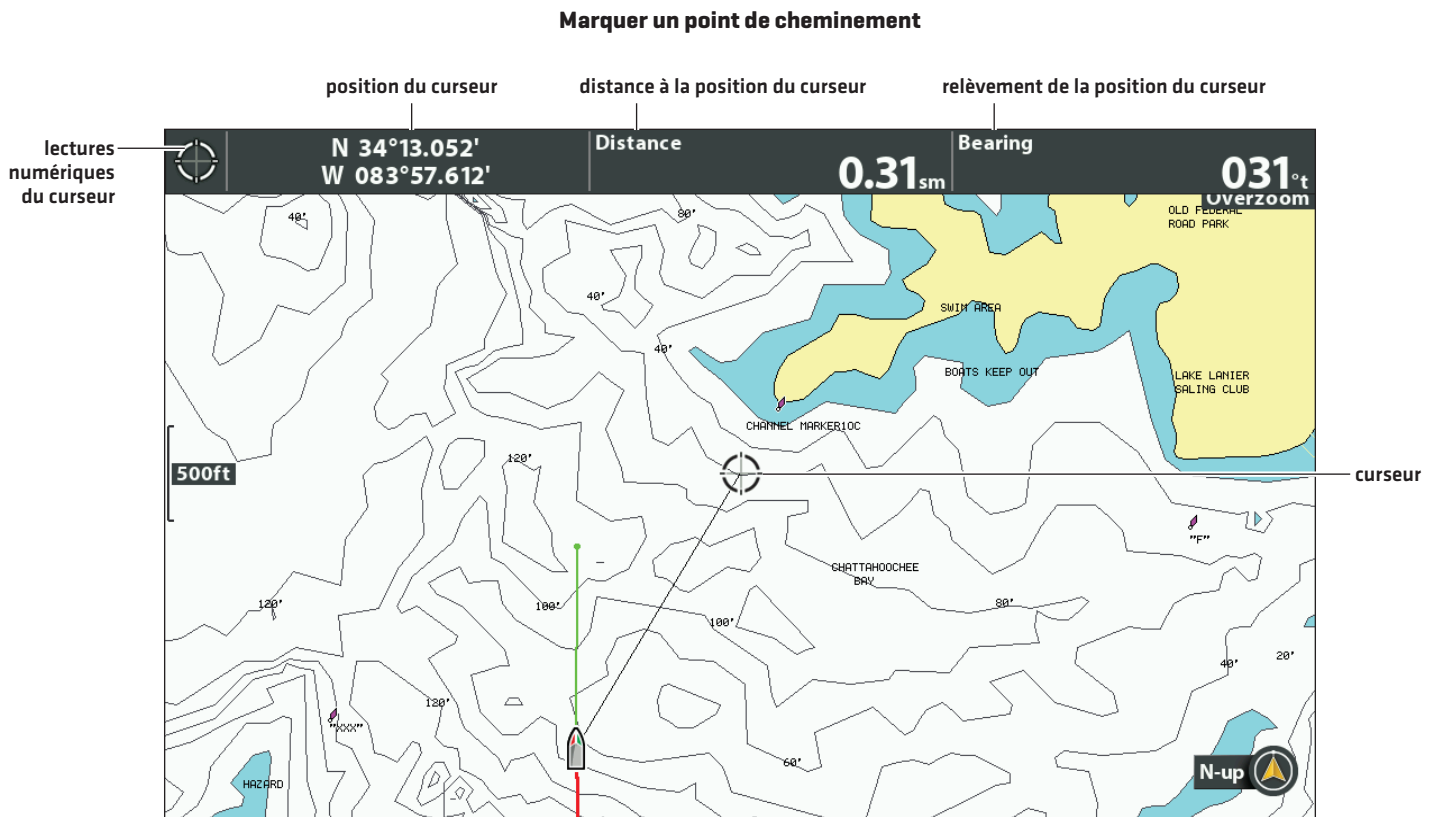 Marquer un point de cheminement
position du curseur
distance à la position du curseur
relèvement de la position du curseur
lectures
numériques
du curseur
N 34°13.052'
W 083°57.612'
Distance
0.31sm
Bearing
031°t
Overzoom
OLD FEDERAL
ROAD PARK
40'
80'
40'
SWIM AREA
40'
BOATS KEEP OUT
LAKE LANIER
SALING CLUB
CHANNEL MARKER10C
120'
500ft
curseur
"F"
CHATTAHOOCHEE
BAY
120'
100'
80'
100'
40'
20'
120'
"XXX"
60'
N-up
HAZARD